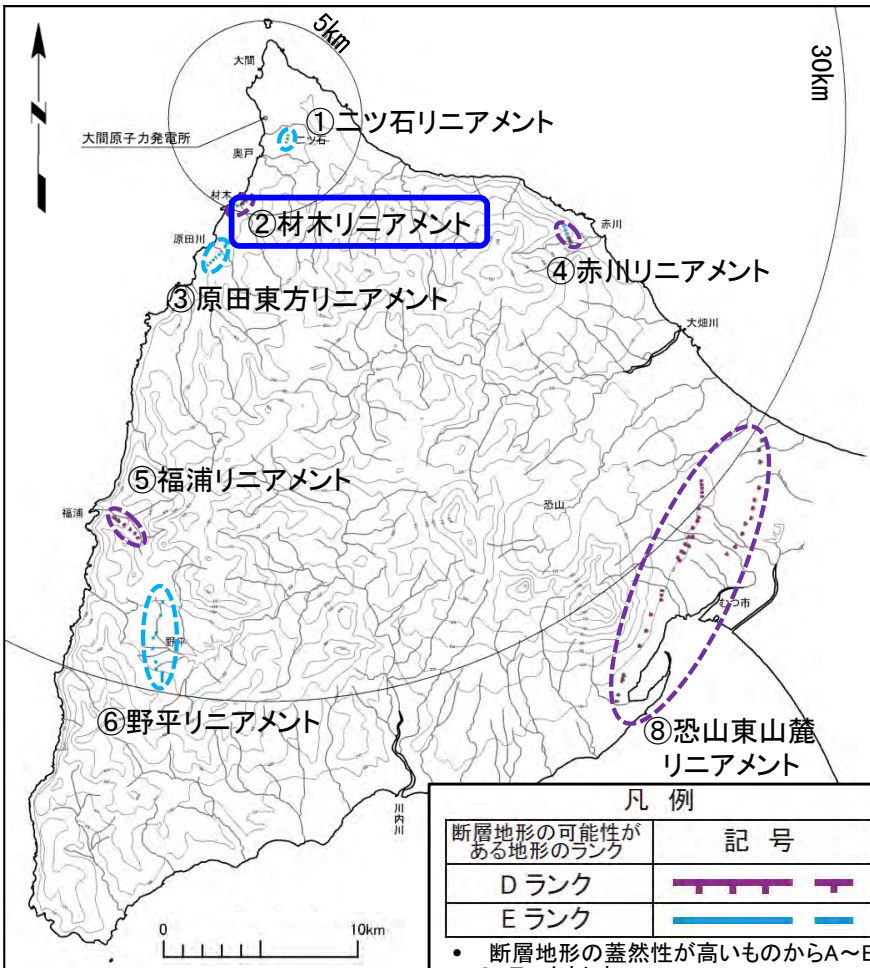 5km
30km
大間
①二ツ石リニアメント
大間原子力発電所
二ツ石
奥戸
材木
②材木リニアメント
赤川
原田川
④赤川リニアメント
③原田東方リニアメント
大畑川
⑤福浦リニアメント
福浦
恐山
むつ市
野平
⑥野平リニアメント
⑧恐山東山麓
リニアメント
川内川
凡 例
断層地形の可能性が
ある地形のランク
記 号
D ランク
E ランク
0
10km
• 断層地形の蓋然性が高いものからA～E
N